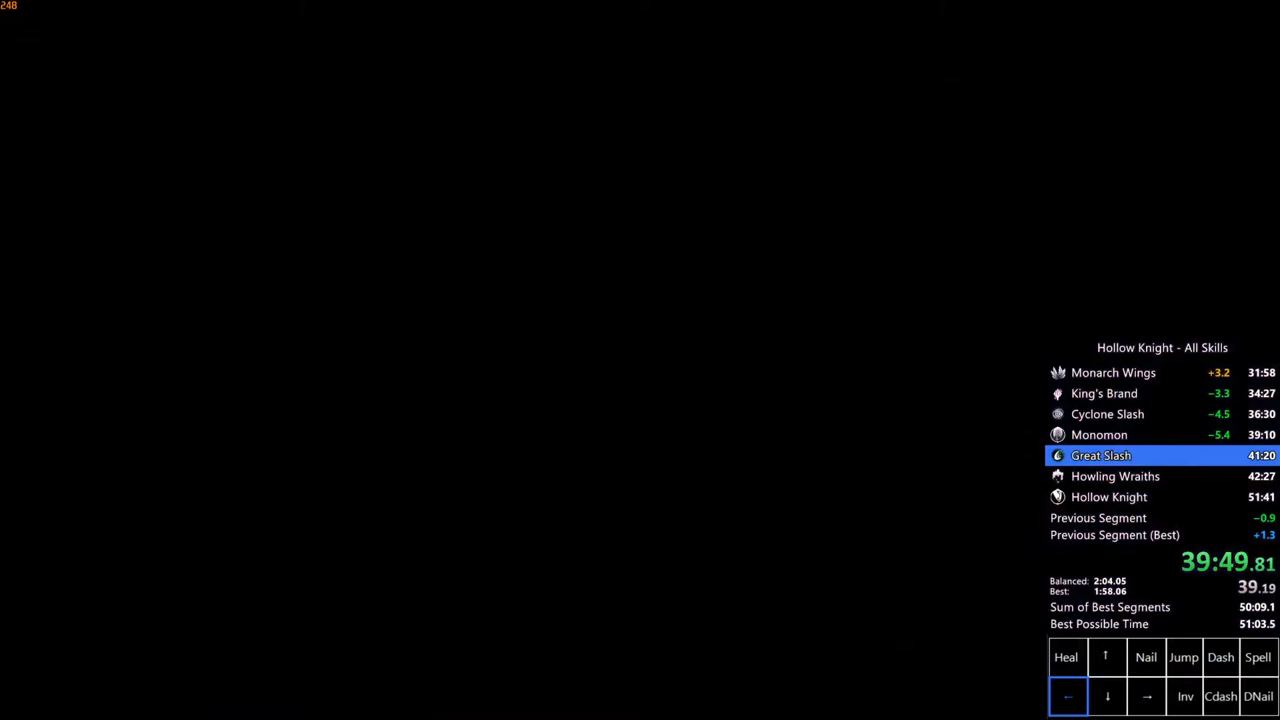 248
Hollow Knight - All Skills
Monarch Wings +3.2 31:58
King's Brand −3.3 34:27
Cyclone Slash −4.5 36:30
Monomon −5.4 39:10
Great Slash 41:20
Howling Wraiths 42:27
Hollow Knight 51:41
Previous Segment −0.9
Previous Segment (Best) +1.3
39:49.81
Balanced: 2:04.05
Best: 1:58.06
39.19
Sum of Best Segments 50:09.1
Best Possible Time 51:03.5
Heal ↑ Nail Jump Dash Spell
← ↓ → Inv Cdash DNail